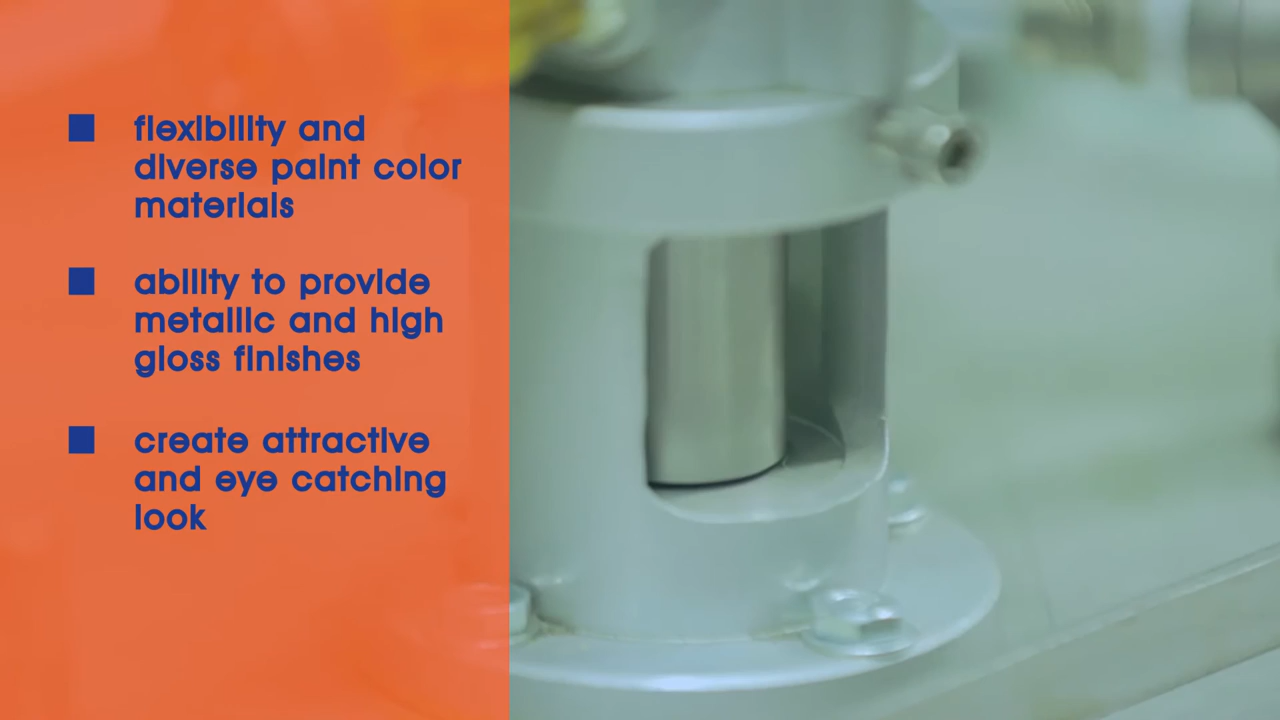 flexibility and
diverse paint color
materials
ability to provide
metallic and high
gloss finishes
create attractive
and eye catching
look